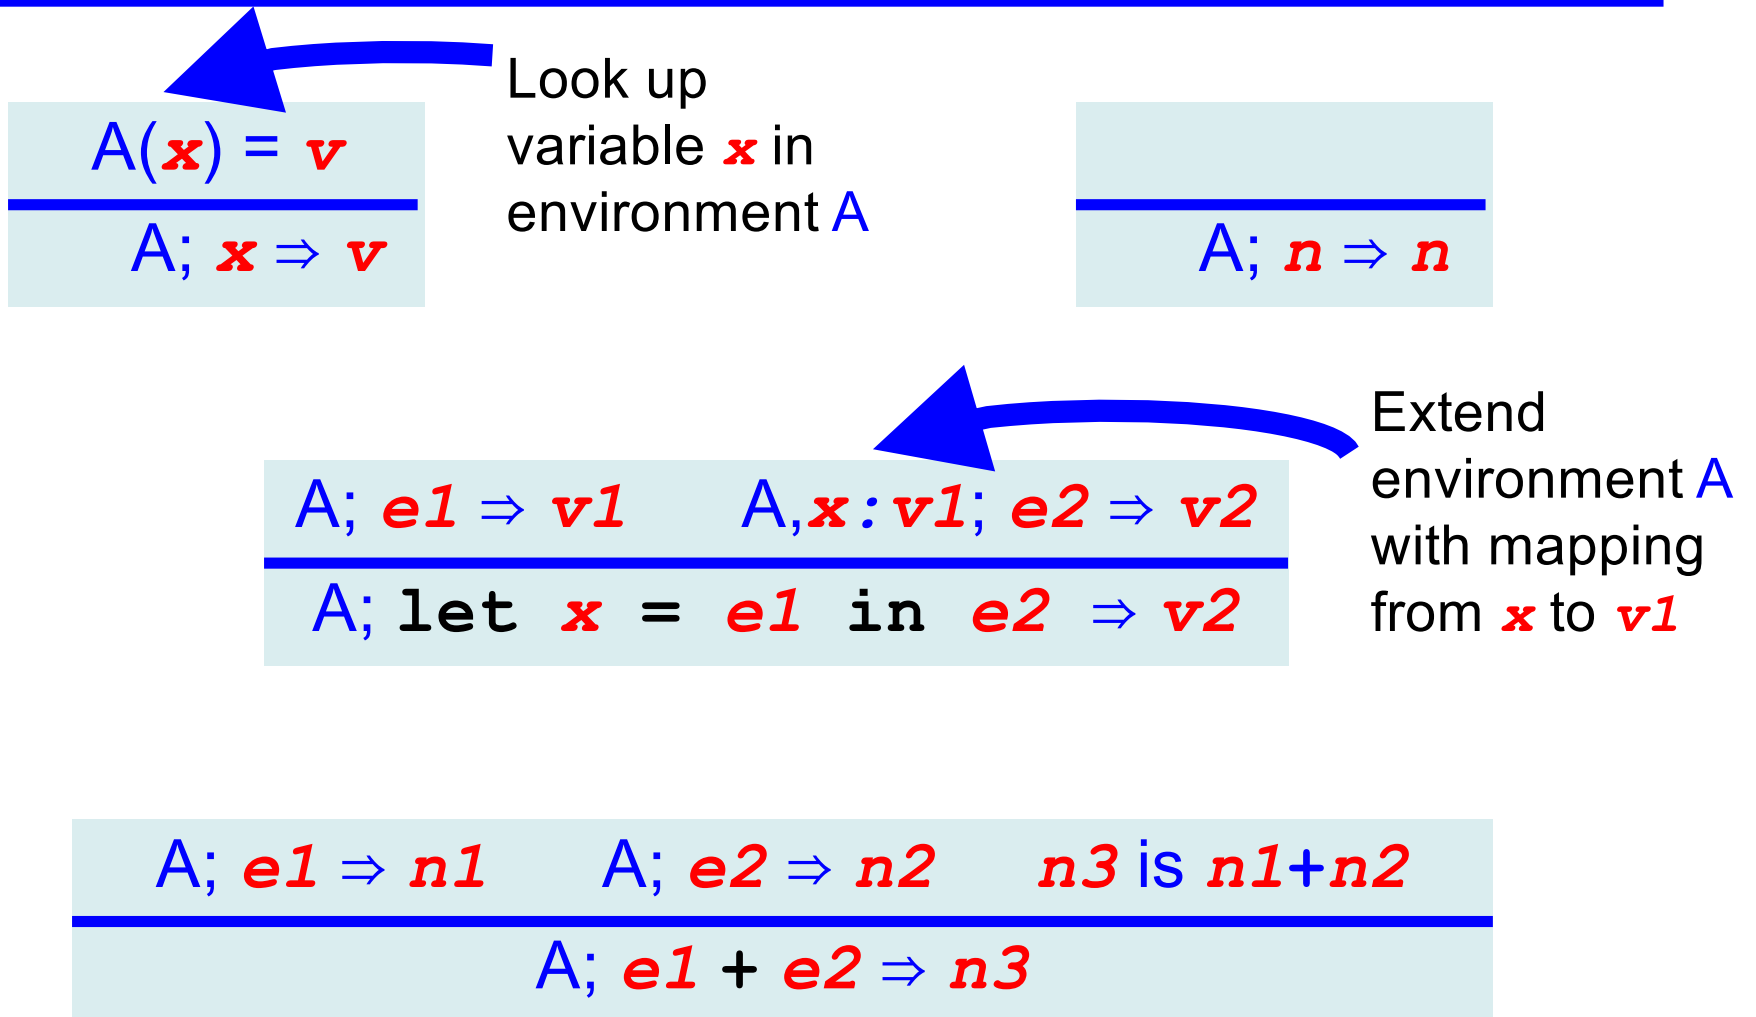 A(x) = v
A; x ⇒ v
Look up
variable x in
environment A
A; n ⇒ n
A; e1 ⇒ v1 A,x:v1; e2 ⇒ v2
A; let x = e1 in e2 ⇒ v2
Extend
environment A
with mapping
from x to v1
A; e1 ⇒ n1 A; e2 ⇒ n2 n3 is n1+n2
A; e1 + e2 ⇒ n3